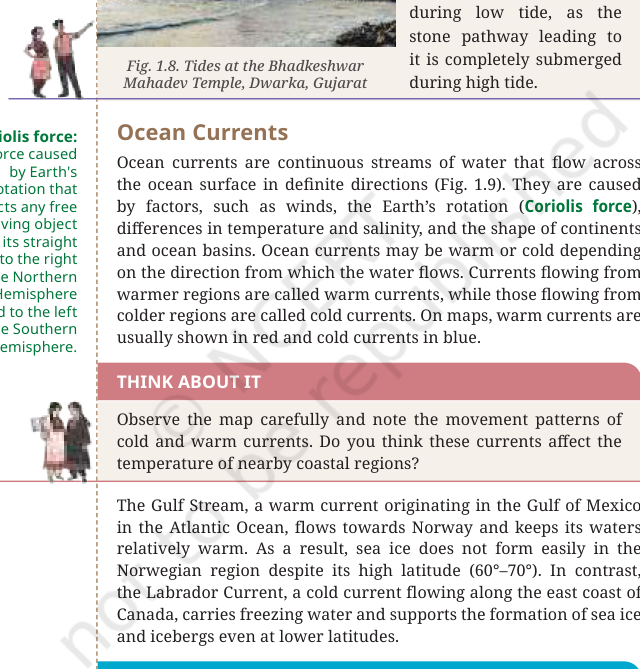 during low tide, as the
stone pathway leading to
it is completely submerged
during high tide.
Fig. 1.8. Tides at the Bhadkeshwar
Mahadev Temple, Dwarka, Gujarat
iolis force:
orce caused
by Earth's
otation that
cts any free
ving object
its straight
to the right
e Northern
Hemisphere
d to the left
e Southern
emisphere.
Ocean Currents
Ocean currents are continuous streams of water that flow across
the ocean surface in definite directions (Fig. 1.9). They are caused
by factors, such as winds, the Earth’s rotation (Coriolis force),
differences in temperature and salinity, and the shape of continents
and ocean basins. Ocean currents may be warm or cold depending
on the direction from which the water flows. Currents flowing from
warmer regions are called warm currents, while those flowing from
colder regions are called cold currents. On maps, warm currents are
usually shown in red and cold currents in blue.
THINK ABOUT IT
Observe the map carefully and note the movement patterns of
cold and warm currents. Do you think these currents affect the
temperature of nearby coastal regions?
The Gulf Stream, a warm current originating in the Gulf of Mexico
in the Atlantic Ocean, flows towards Norway and keeps its waters
relatively warm. As a result, sea ice does not form easily in the
Norwegian region despite its high latitude (60°–70°). In contrast,
the Labrador Current, a cold current flowing along the east coast of
Canada, carries freezing water and supports the formation of sea ice
and icebergs even at lower latitudes.
© NCERT
not to be republished